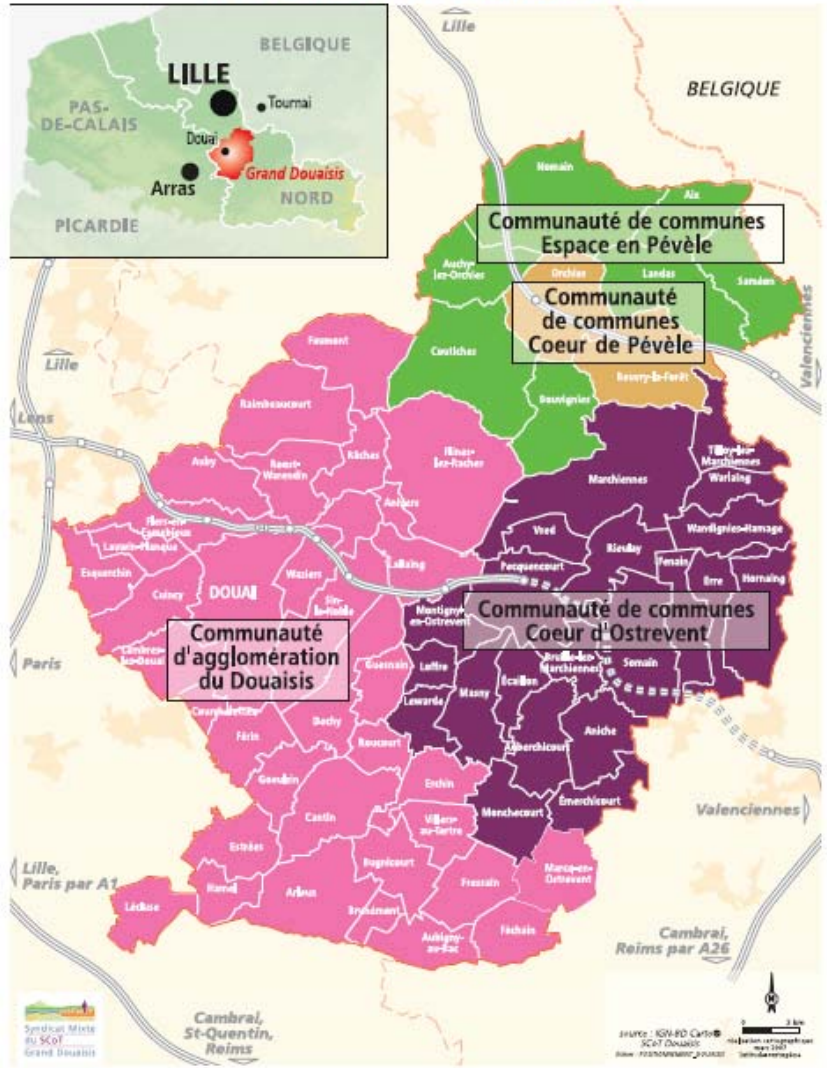 BELGIQUE
LILLE
Tournai
PAS-
DE-CALAIS
Douai
Grand Douaisis
Arras
NORD
PICARDIE
Lille
BELGIQUE
Nomain
Aix
Communauté de communes
Espace en Pévèle
Auchy-
lez-Orchies
Orchies
Landas
Saméon
Communauté
de communes
Coeur de Pévèle
Valenciennes
Lille
Faumont
Coutiches
Bouvignies
Beuvry-la-Forêt
Lens
Raimbeaucourt
Râches
Flines-
lez-Raches
Auby
Roost-
Warendin
Anhiers
Marchiennes
Tilloy-lez-
Marchiennes
Warlaing
Flers-en-
Escrebieux
Lauwin-Planque
Vred
Rieulay
Wandignies-Hamage
Esquerchin
Cuincy
DOUAI
Waziers
Lallaing
Pecquencourt
Fenain
Erre
Hornaing
Sin-
le-Noble
Montigny-
en-Ostrevent
Communauté de communes
Coeur d'Ostrevent
Paris
Communauté
d'agglomération
du Douaisis
Guesnain
Loffre
Lewarde
Masny
Écaillon
Bruille-lez-
Marchiennes
Somain
Férin
Dechy
Roucourt
Auberchicourt
Aniche
Goeulzin
Cantin
Erchin
Monchecourt
Émerchicourt
Valenciennes
Villers-
au-Tertre
Estrées
Bugnicourt
Marcq-en-
Ostrevent
Lille,
Paris par A1
Hamel
Arleux
Fressain
Lécluse
Brunémont
Aubigny-
au-Bac
Féchain
Cambrai,
Reims par A26
Cambrai,
St-Quentin,
Reims
Syndicat Mixte
du SCoT
Grand Douaisis
N
0 2 km
source : IGN-BD Carto®
SCoT Douaisis
réalisation cartographique
mars 2007